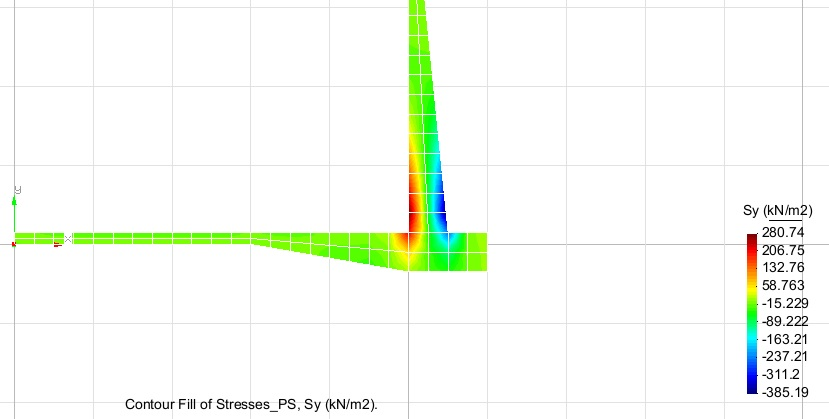 y
x
Sy (kN/m2)
280.74
206.75
132.76
58.763
-15.229
-89.222
-163.21
-237.21
-311.2
-385.19
Contour Fill of Stresses_PS, Sy (kN/m2).